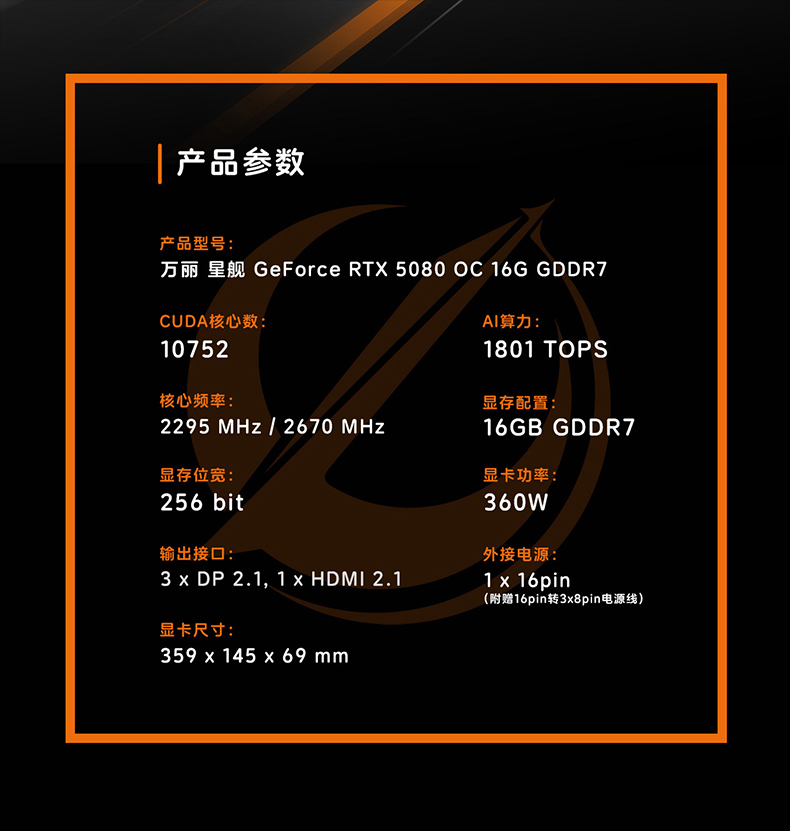 产品参数
产品型号:
万丽 星舰 GeForce RTX 5080 OC 16G GDDR7
CUDA核心数:
10752
AI算力:
1801 TOPS
核心频率:
2295 MHz / 2670 MHz
显存配置:
16GB GDDR7
显存位宽:
256 bit
显卡功率:
360W
输出接口:
3 x DP 2.1, 1 x HDMI 2.1
外接电源:
1 x 16pin
(附赠16pin转3x8pin电源线)
显卡尺寸:
359 x 145 x 69 mm